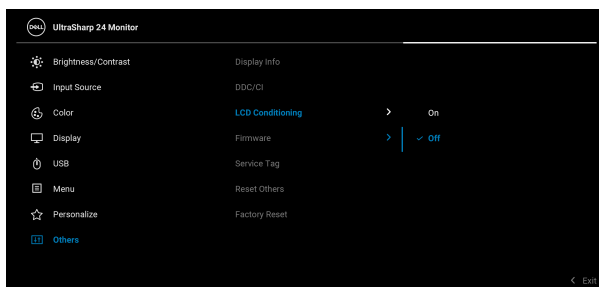 DELL UltraSharp 24 Monitor
Brightness/Contrast Display Info
Input Source DDC/CI
Color LCD Conditioning > On
Display Firmware > ✓ Off
USB Service Tag
Menu Reset Others
Personalize Factory Reset
Others
< Exit